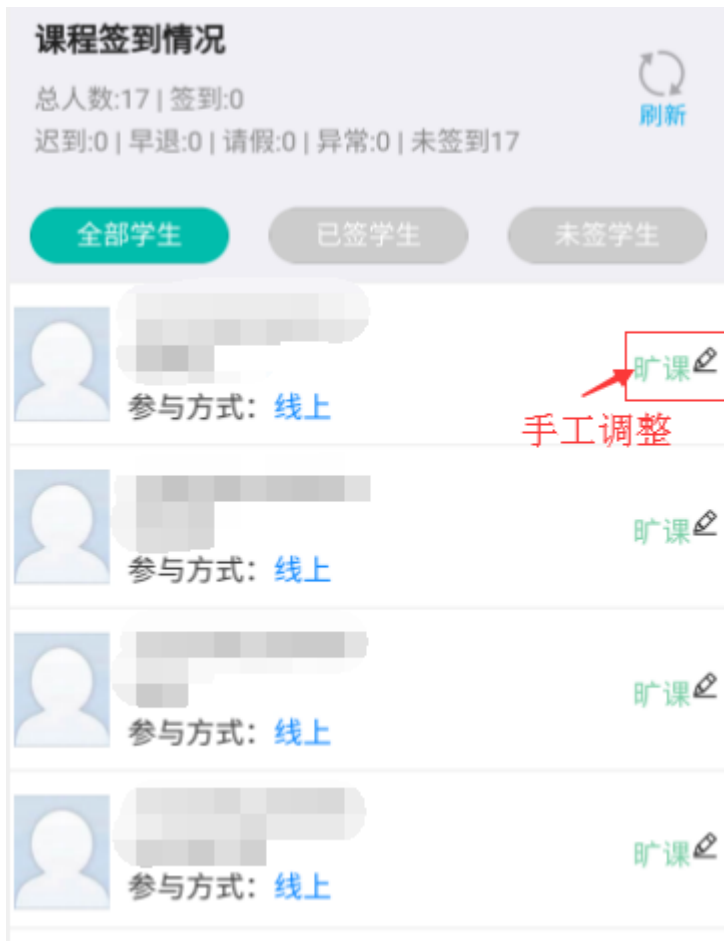 课程签到情况
总人数:17 | 签到:0
刷新
迟到:0 | 早退:0 | 请假:0 | 异常:0 | 未签到17
全部学生 已签学生 未签学生
旷课
参与方式：线上
手工调整
旷课
参与方式：线上
旷课
参与方式：线上
旷课
参与方式：线上